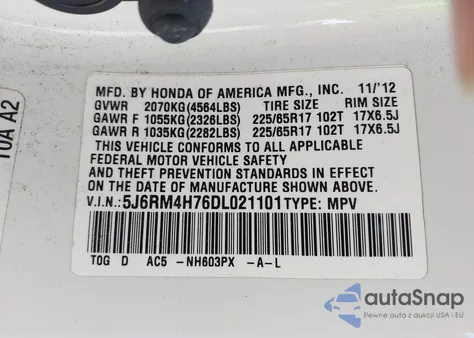 MFD. BY HONDA OF AMERICA MFG., INC. 11/'12
GVWR 2070KG(4564LBS) TIRE SIZE RIM SIZE
GAWR F 1055KG(2326LBS) 225/65R17 102T 17X6.5J
GAWR R 1035KG(2282LBS) 225/65R17 102T 17X6.5J
THIS VEHICLE CONFORMS TO ALL APPLICABLE
FEDERAL MOTOR VEHICLE SAFETY
AND THEFT PREVENTION STANDARDS IN EFFECT
ON THE DATE OF MANUFACTURE SHOWN ABOVE.
V.I.N.:5J6RM4H76DL021101 TYPE: MPV
TOG D AC5 -NH603PX -A-L
TOA A2
autoSnap
Pewne auta z aukcji USA i EU